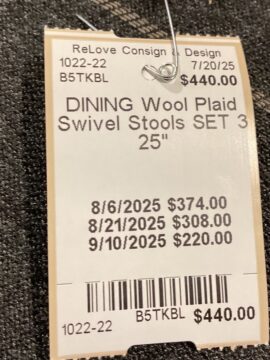 ReLove Consign & Design
1022-22 7/20/25
B5TKBL $440.00
DINING Wool Plaid
Swivel Stools SET 3
25"
8/6/2025 $374.00
8/21/2025 $308.00
9/10/2025 $220.00
B5TKBL $440.00
1022-22